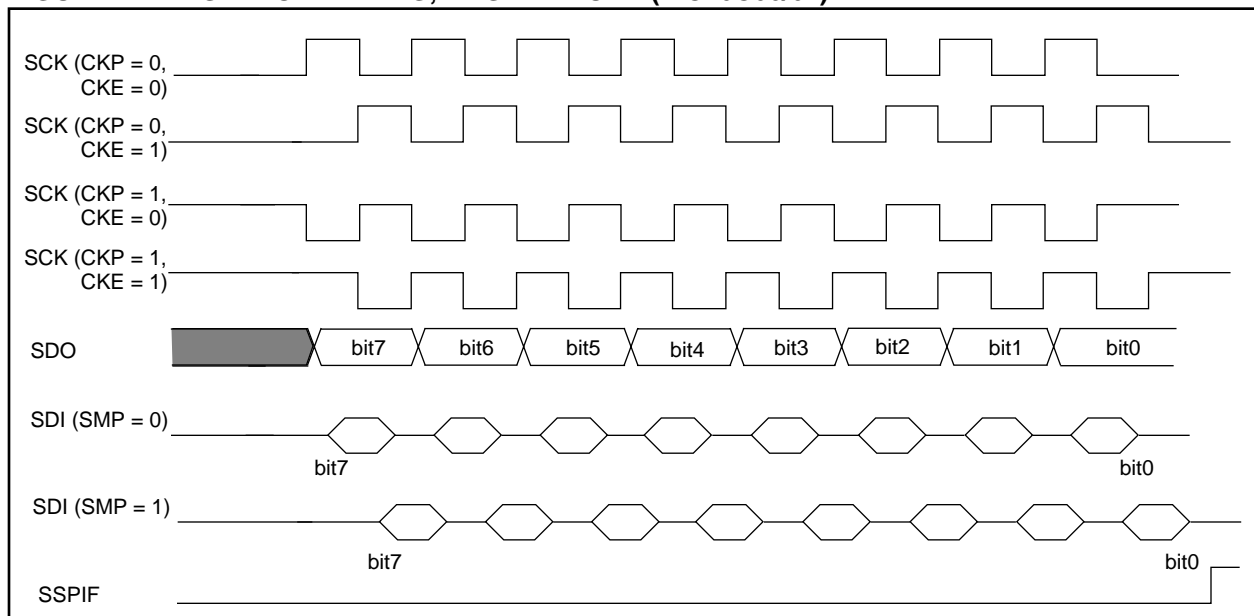 SCK (CKP = 0,
CKE = 0)
SCK (CKP = 0,
CKE = 1)
SCK (CKP = 1,
CKE = 0)
SCK (CKP = 1,
CKE = 1)
SDO bit7 bit6 bit5 bit4 bit3 bit2 bit1 bit0
SDI (SMP = 0)
bit7 bit0
SDI (SMP = 1)
bit7 bit0
SSPIF